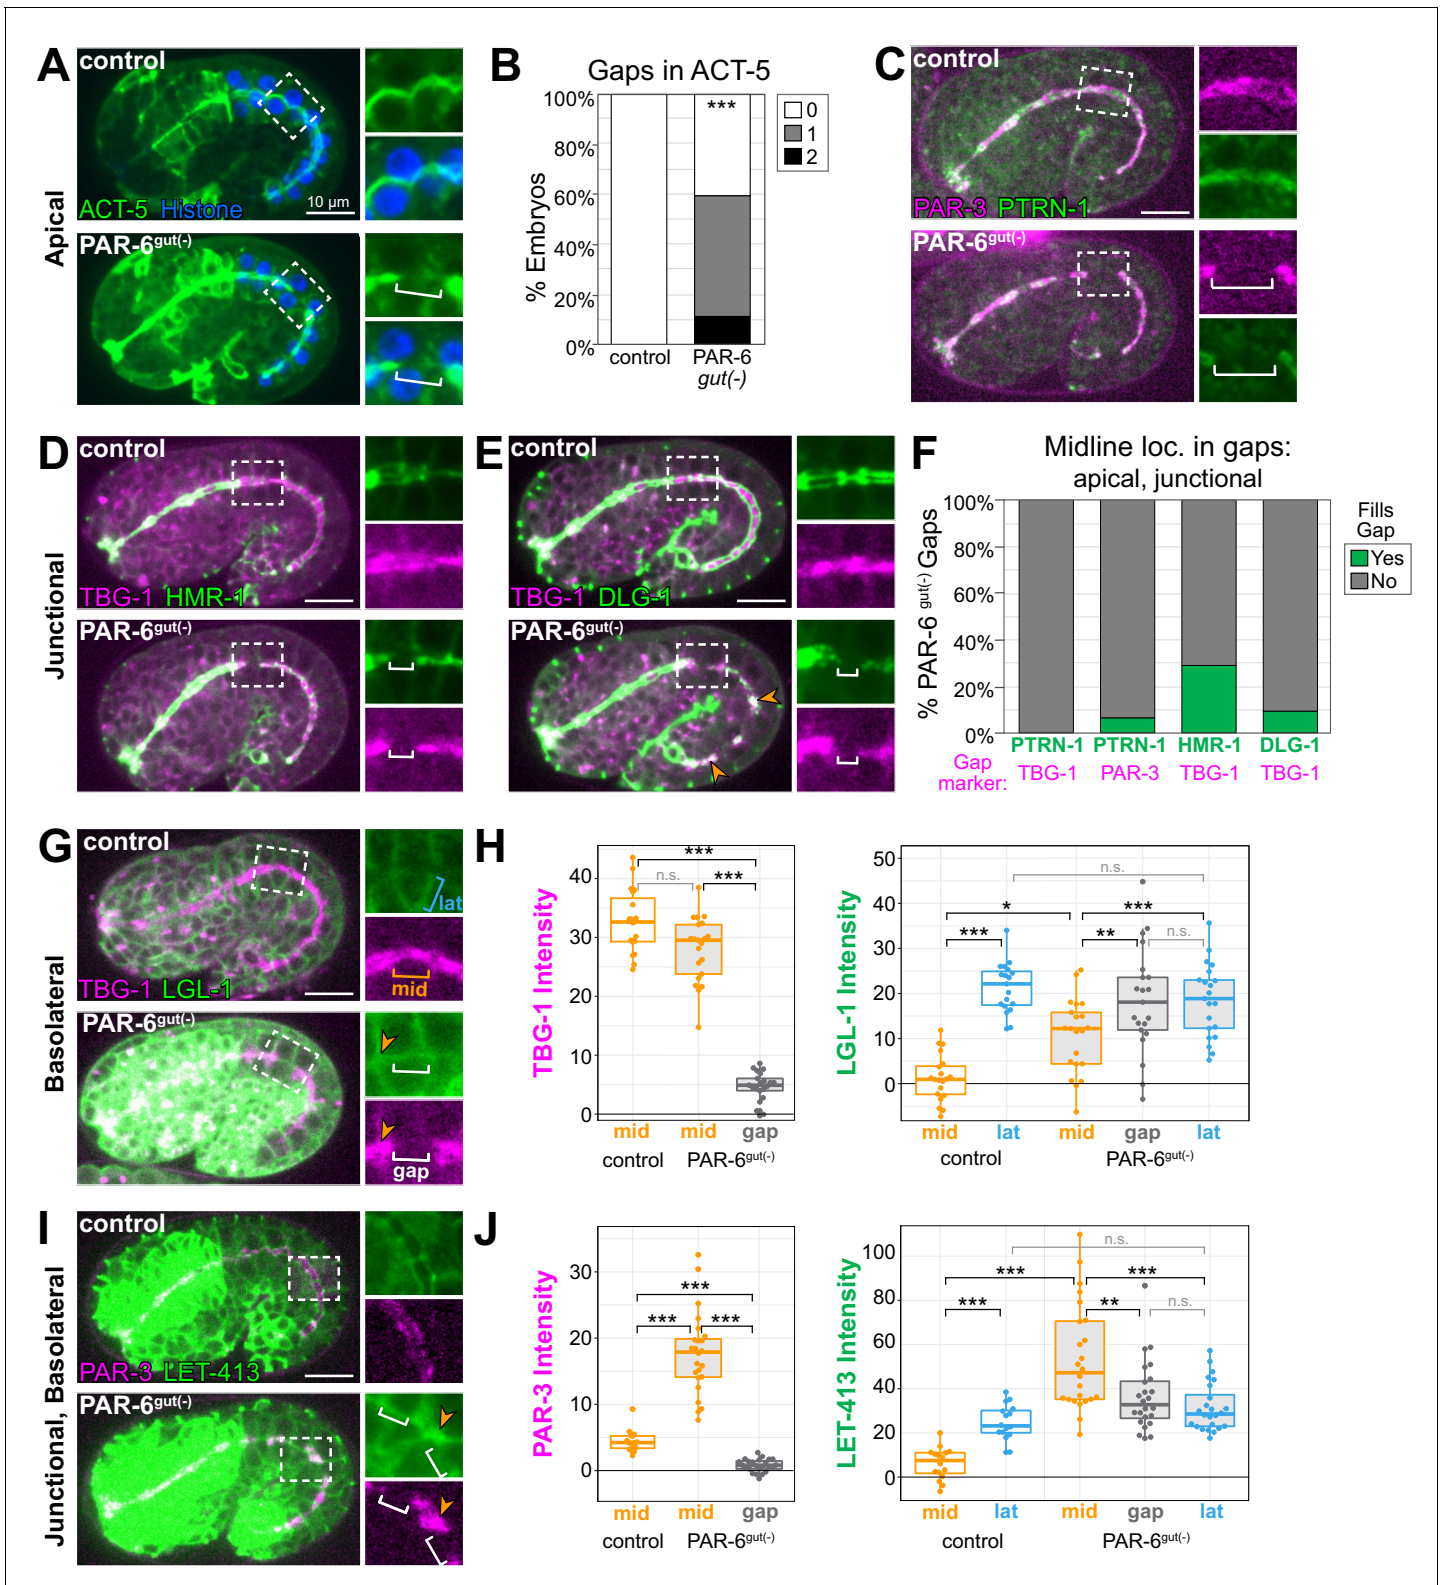 A
control
ACT-5 Histone
10 µm
PAR-6gut(-)
Apical
B
Gaps in ACT-5
100%
80%
60%
40%
20%
0%
% Embryos
***
control
PAR-6
gut(-)
0
1
2
C
control
PAR-3 PTRN-1
PAR-6gut(-)
D
control
TBG-1 HMR-1
PAR-6gut(-)
Junctional
E
control
TBG-1 DLG-1
PAR-6gut(-)
F
Midline loc. in gaps:
apical, junctional
100%
80%
60%
40%
20%
0%
% PAR-6 gut(-) Gaps
Fills
Gap
Yes
No
PTRN-1 PTRN-1 HMR-1 DLG-1
Gap
marker:
TBG-1 PAR-3 TBG-1 TBG-1
G
control
TBG-1 LGL-1
lat
mid
PAR-6gut(-)
gap
Basolateral
H
TBG-1 Intensity
40
30
20
10
0
***
n.s. ***
mid mid gap
control PAR-6gut(-)
LGL-1 Intensity
50
40
30
20
10
0
n.s.
* ***
*** ** n.s.
mid lat mid gap lat
control PAR-6gut(-)
I
control
PAR-3 LET-413
PAR-6gut(-)
Junctional, Basolateral
J
PAR-3 Intensity
30
20
10
0
***
*** ***
mid mid gap
control PAR-6gut(-)
LET-413 Intensity
100
80
60
40
20
0
n.s.
*** ***
*** ** n.s.
mid lat mid gap lat
control PAR-6gut(-)